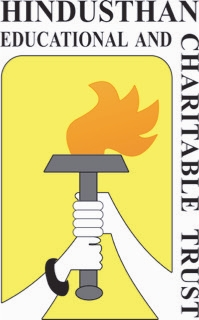 HINDUSTHAN
EDUCATIONAL AND
CHARITABLE TRUST